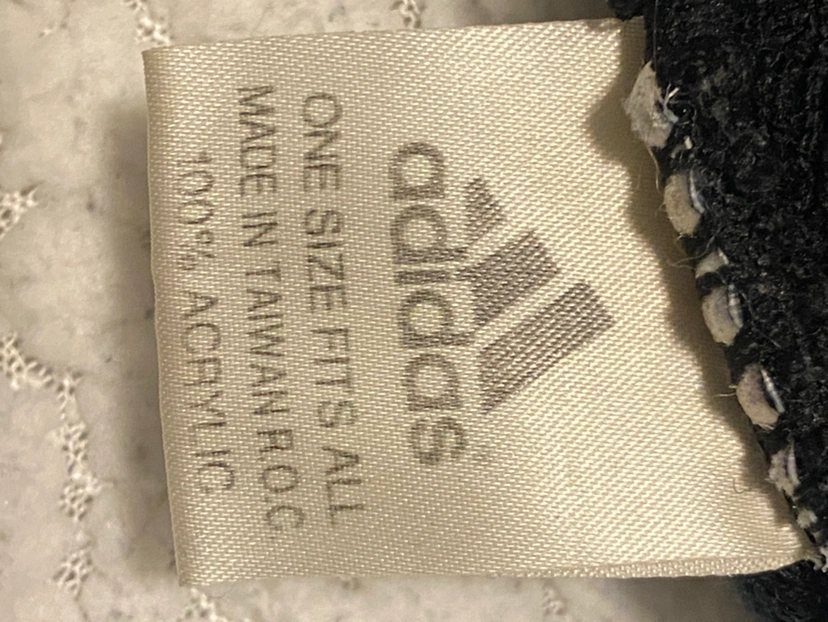 adidas
ONE SIZE FITS ALL
MADE IN TAIWAN R.O.C.
100% ACRYLIC